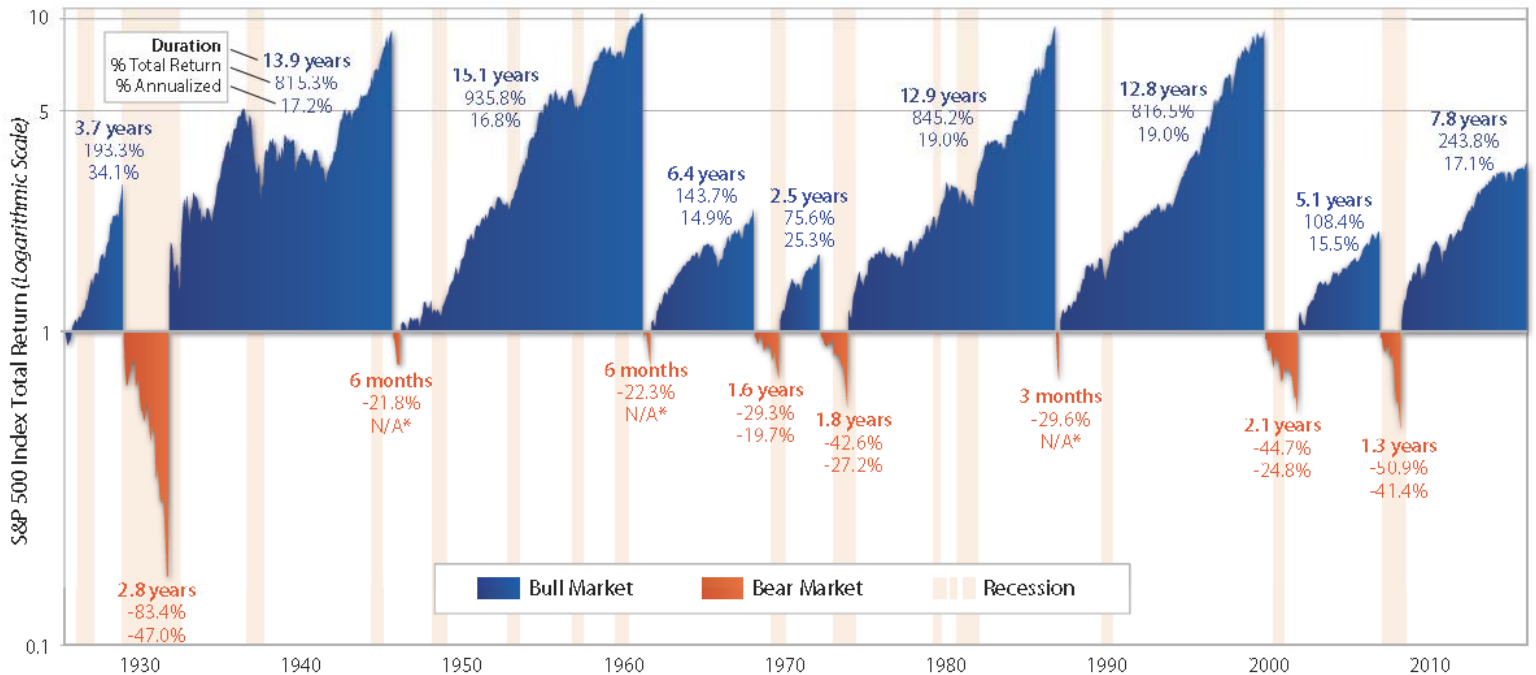 10
5
1
0.1
S&P 500 Index Total Return (Logarithmic Scale)
Duration
% Total Return
% Annualized
3.7 years
193.3%
34.1%
13.9 years
815.3%
17.2%
15.1 years
935.8%
16.8%
6.4 years
143.7%
14.9%
2.5 years
75.6%
25.3%
12.9 years
845.2%
19.0%
12.8 years
816.5%
19.0%
5.1 years
108.4%
15.5%
7.8 years
243.8%
17.1%
2.8 years
-83.4%
-47.0%
6 months
-21.8%
N/A*
6 months
-22.3%
N/A*
1.6 years
-29.3%
-19.7%
1.8 years
-42.6%
-27.2%
3 months
-29.6%
N/A*
2.1 years
-44.7%
-24.8%
1.3 years
-50.9%
-41.4%
Bull Market
Bear Market
Recession
1930
1940
1950
1960
1970
1980
1990
2000
2010